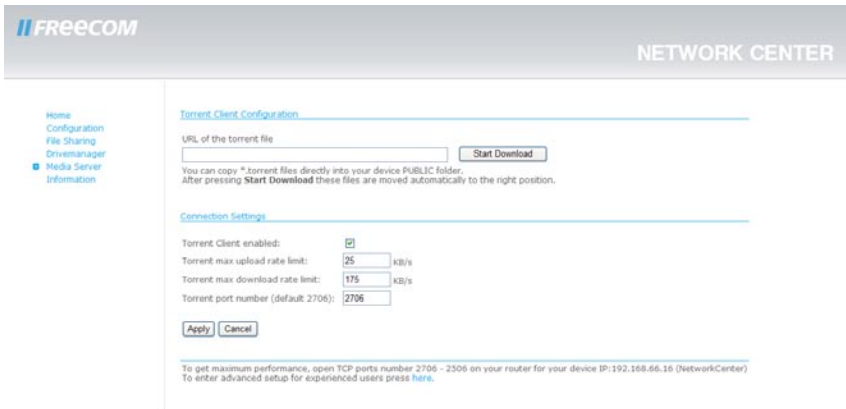 FREECOM
NETWORK CENTER
Home
Configuration
File Sharing
Drivemanager
Media Server
Information
Torrent Client Configuration
URL of the torrent file
Start Download
You can copy *.torrent files directly into your device PUBLIC folder.
After pressing Start Download these files are moved automatically to the right position.
Connection Settings
Torrent Client enabled:
Torrent max upload rate limit: 25 KB/s
Torrent max download rate limit: 175 KB/s
Torrent port number (default 2706): 2706
Apply Cancel
To get maximum performance, open TCP ports number 2706 - 2506 on your router for your device IP:192.168.66.16 (NetworkCenter)
To enter advanced setup for experienced users press here.